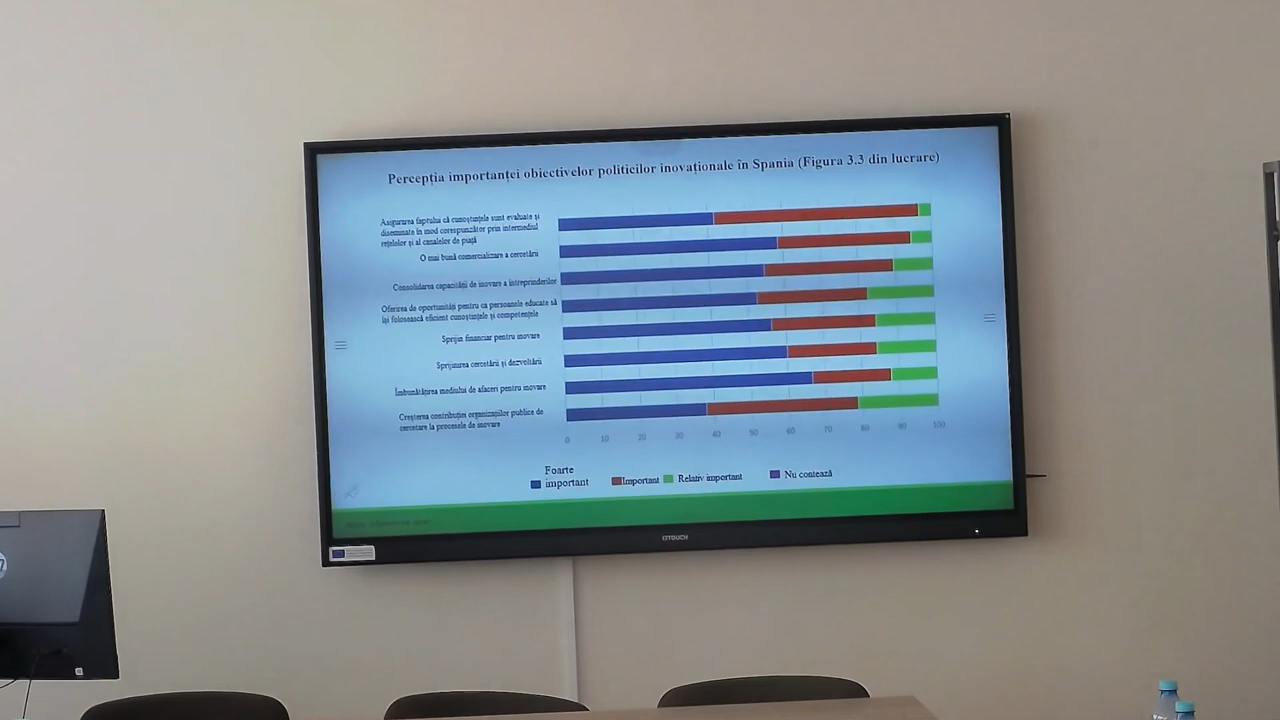 Percepția importanței obiectivelor politicilor inovaționale în Spania (Figura 3.3 din lucrare)
Asigurarea faptului că cunoștințele sunt evaluate și
diseminate în mod corespunzător prin intermediul
rețelelor și al canalelor de piață
O mai bună comercializare a cercetării
Consolidarea capacității de inovare a întreprinderilor
Oferirea de oportunități pentru ca persoanele educate să
își folosească eficient cunoștințele și competențele
Sprijin financiar pentru inovare
Sprijinirea cercetării și dezvoltării
Îmbunătățirea mediului de afaceri pentru inovare
Creșterea contribuției organizațiilor publice de
cercetare la procesele de inovare
0 10 20 30 40 50 60 70 80 90 100
Foarte
important Important Relativ important Nu contează